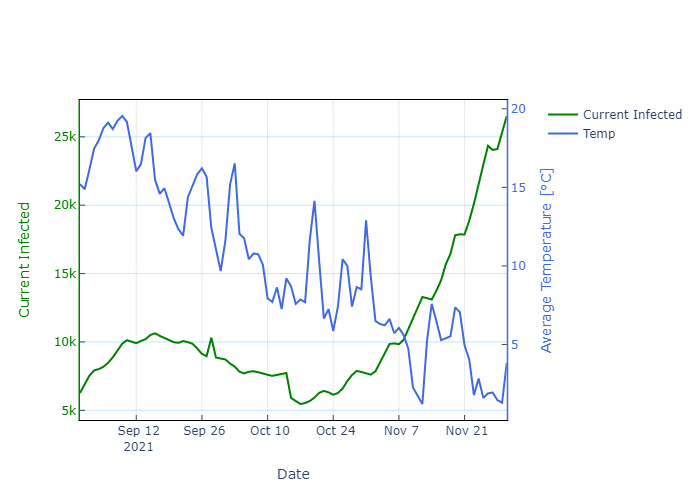 Current Infected
Temp
25k
20k
15k
10k
5k
20
15
10
5
Current Infected
Average Temperature [°C]
Sep 12
2021
Sep 26
Oct 10
Oct 24
Nov 7
Nov 21
Date